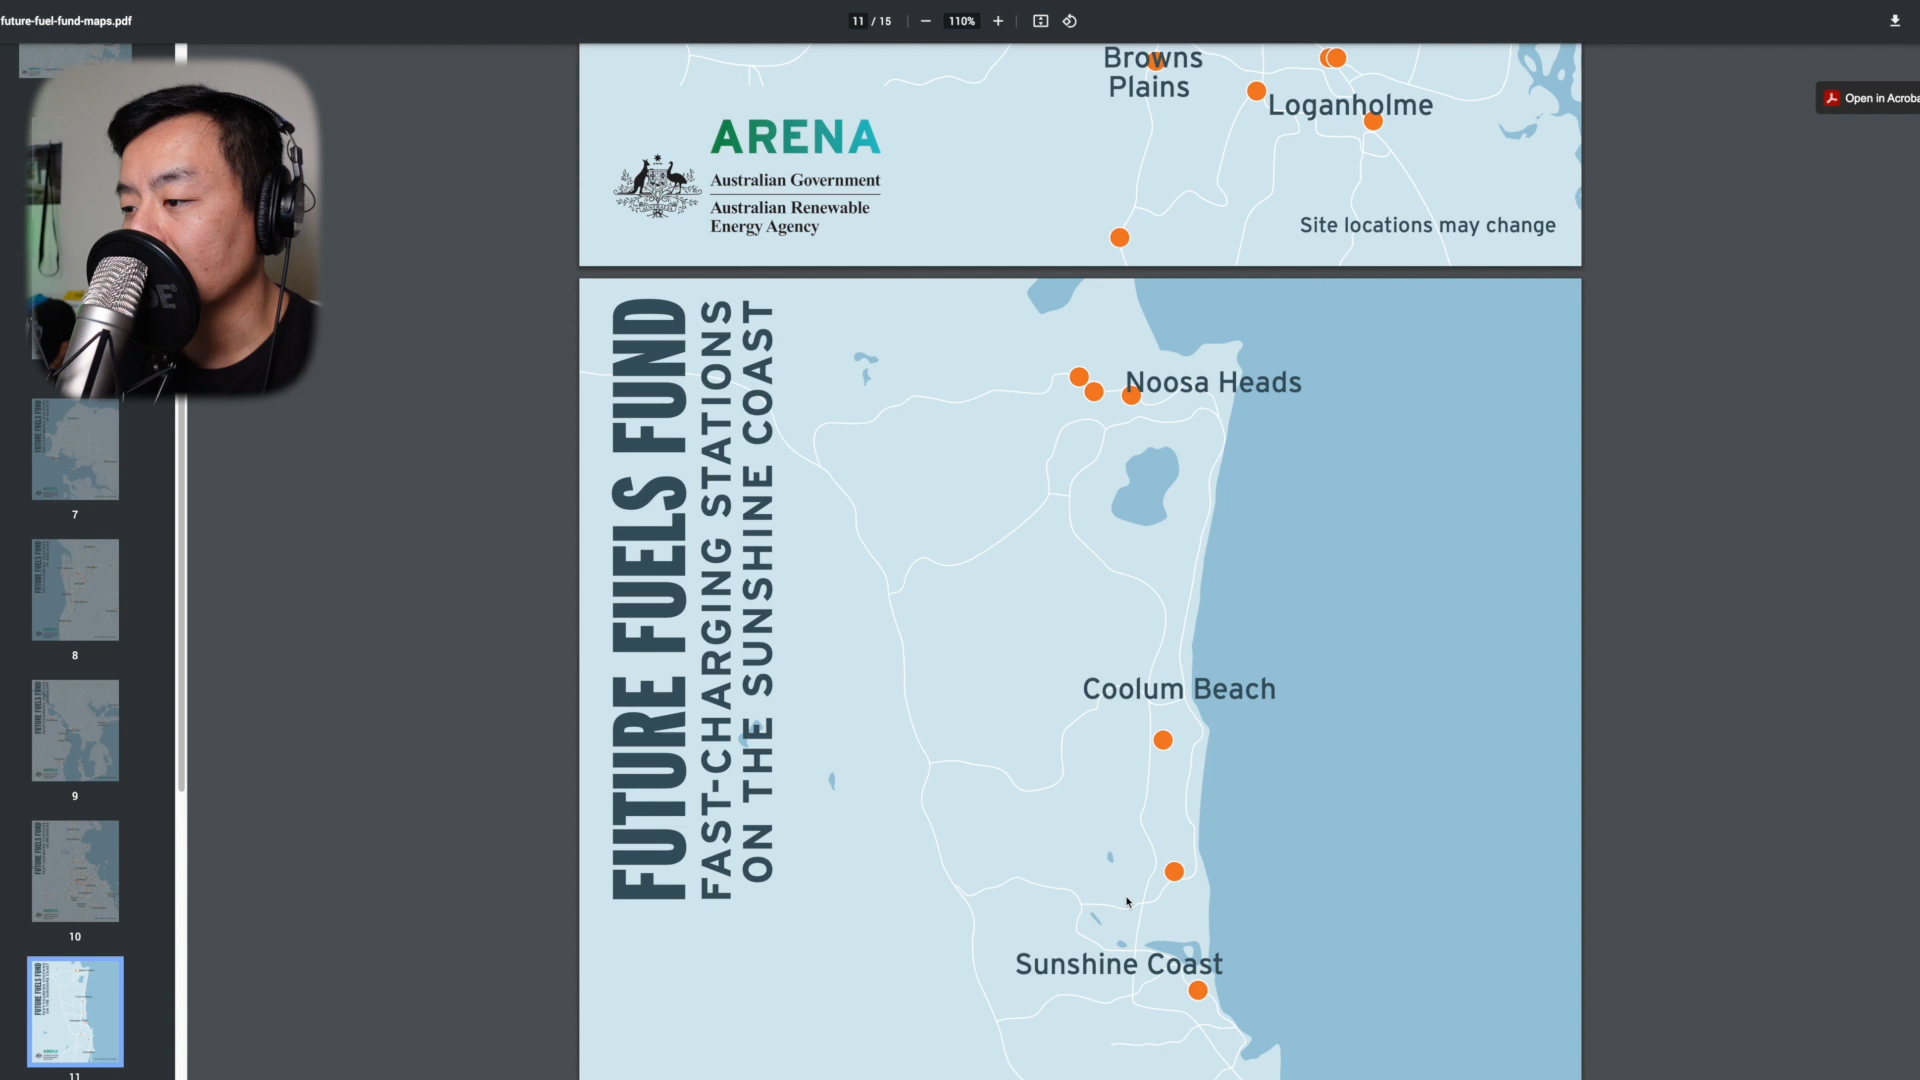 future-fuel-fund-maps.pdf
11 / 15
110%
Open in Acroba
Browns
Plains
Loganholme
ARENA
Australian Government
Australian Renewable
Energy Agency
Site locations may change
FUTURE FUELS FUND
FAST-CHARGING STATIONS
ON THE SUNSHINE COAST
Noosa Heads
Coolum Beach
Sunshine Coast
7
8
9
10
11